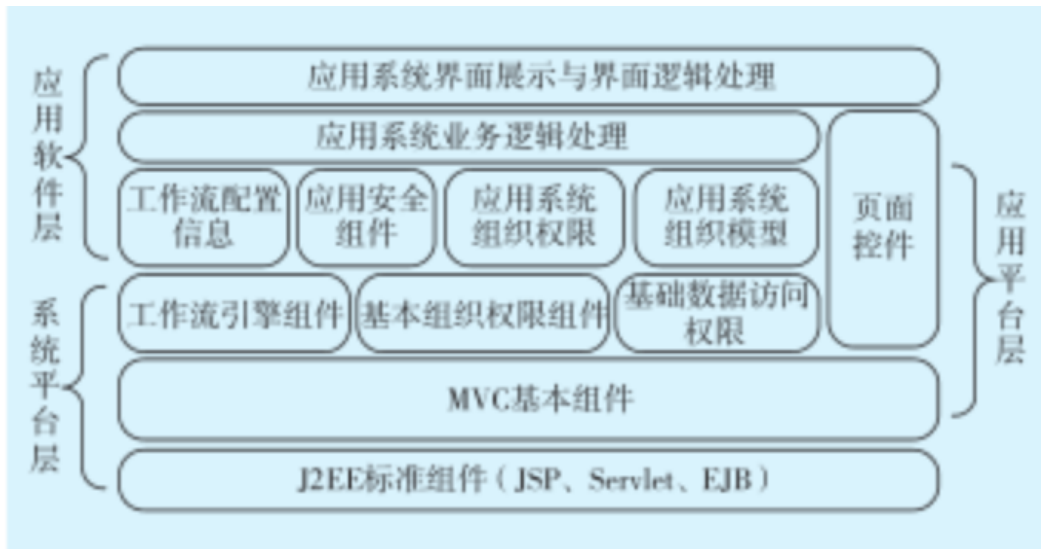 应用软件层
系统平台层
应用系统界面展示与界面逻辑处理
应用系统业务逻辑处理
工作流配置
信息
应用安全
组件
应用系统
组织权限
应用系统
组织模型
页面
控件
工作流引擎组件
基本组织权限组件
基础数据访问
权限
MVC基本组件
J2EE标准组件（JSP、Servlet、EJB）
应用平台层